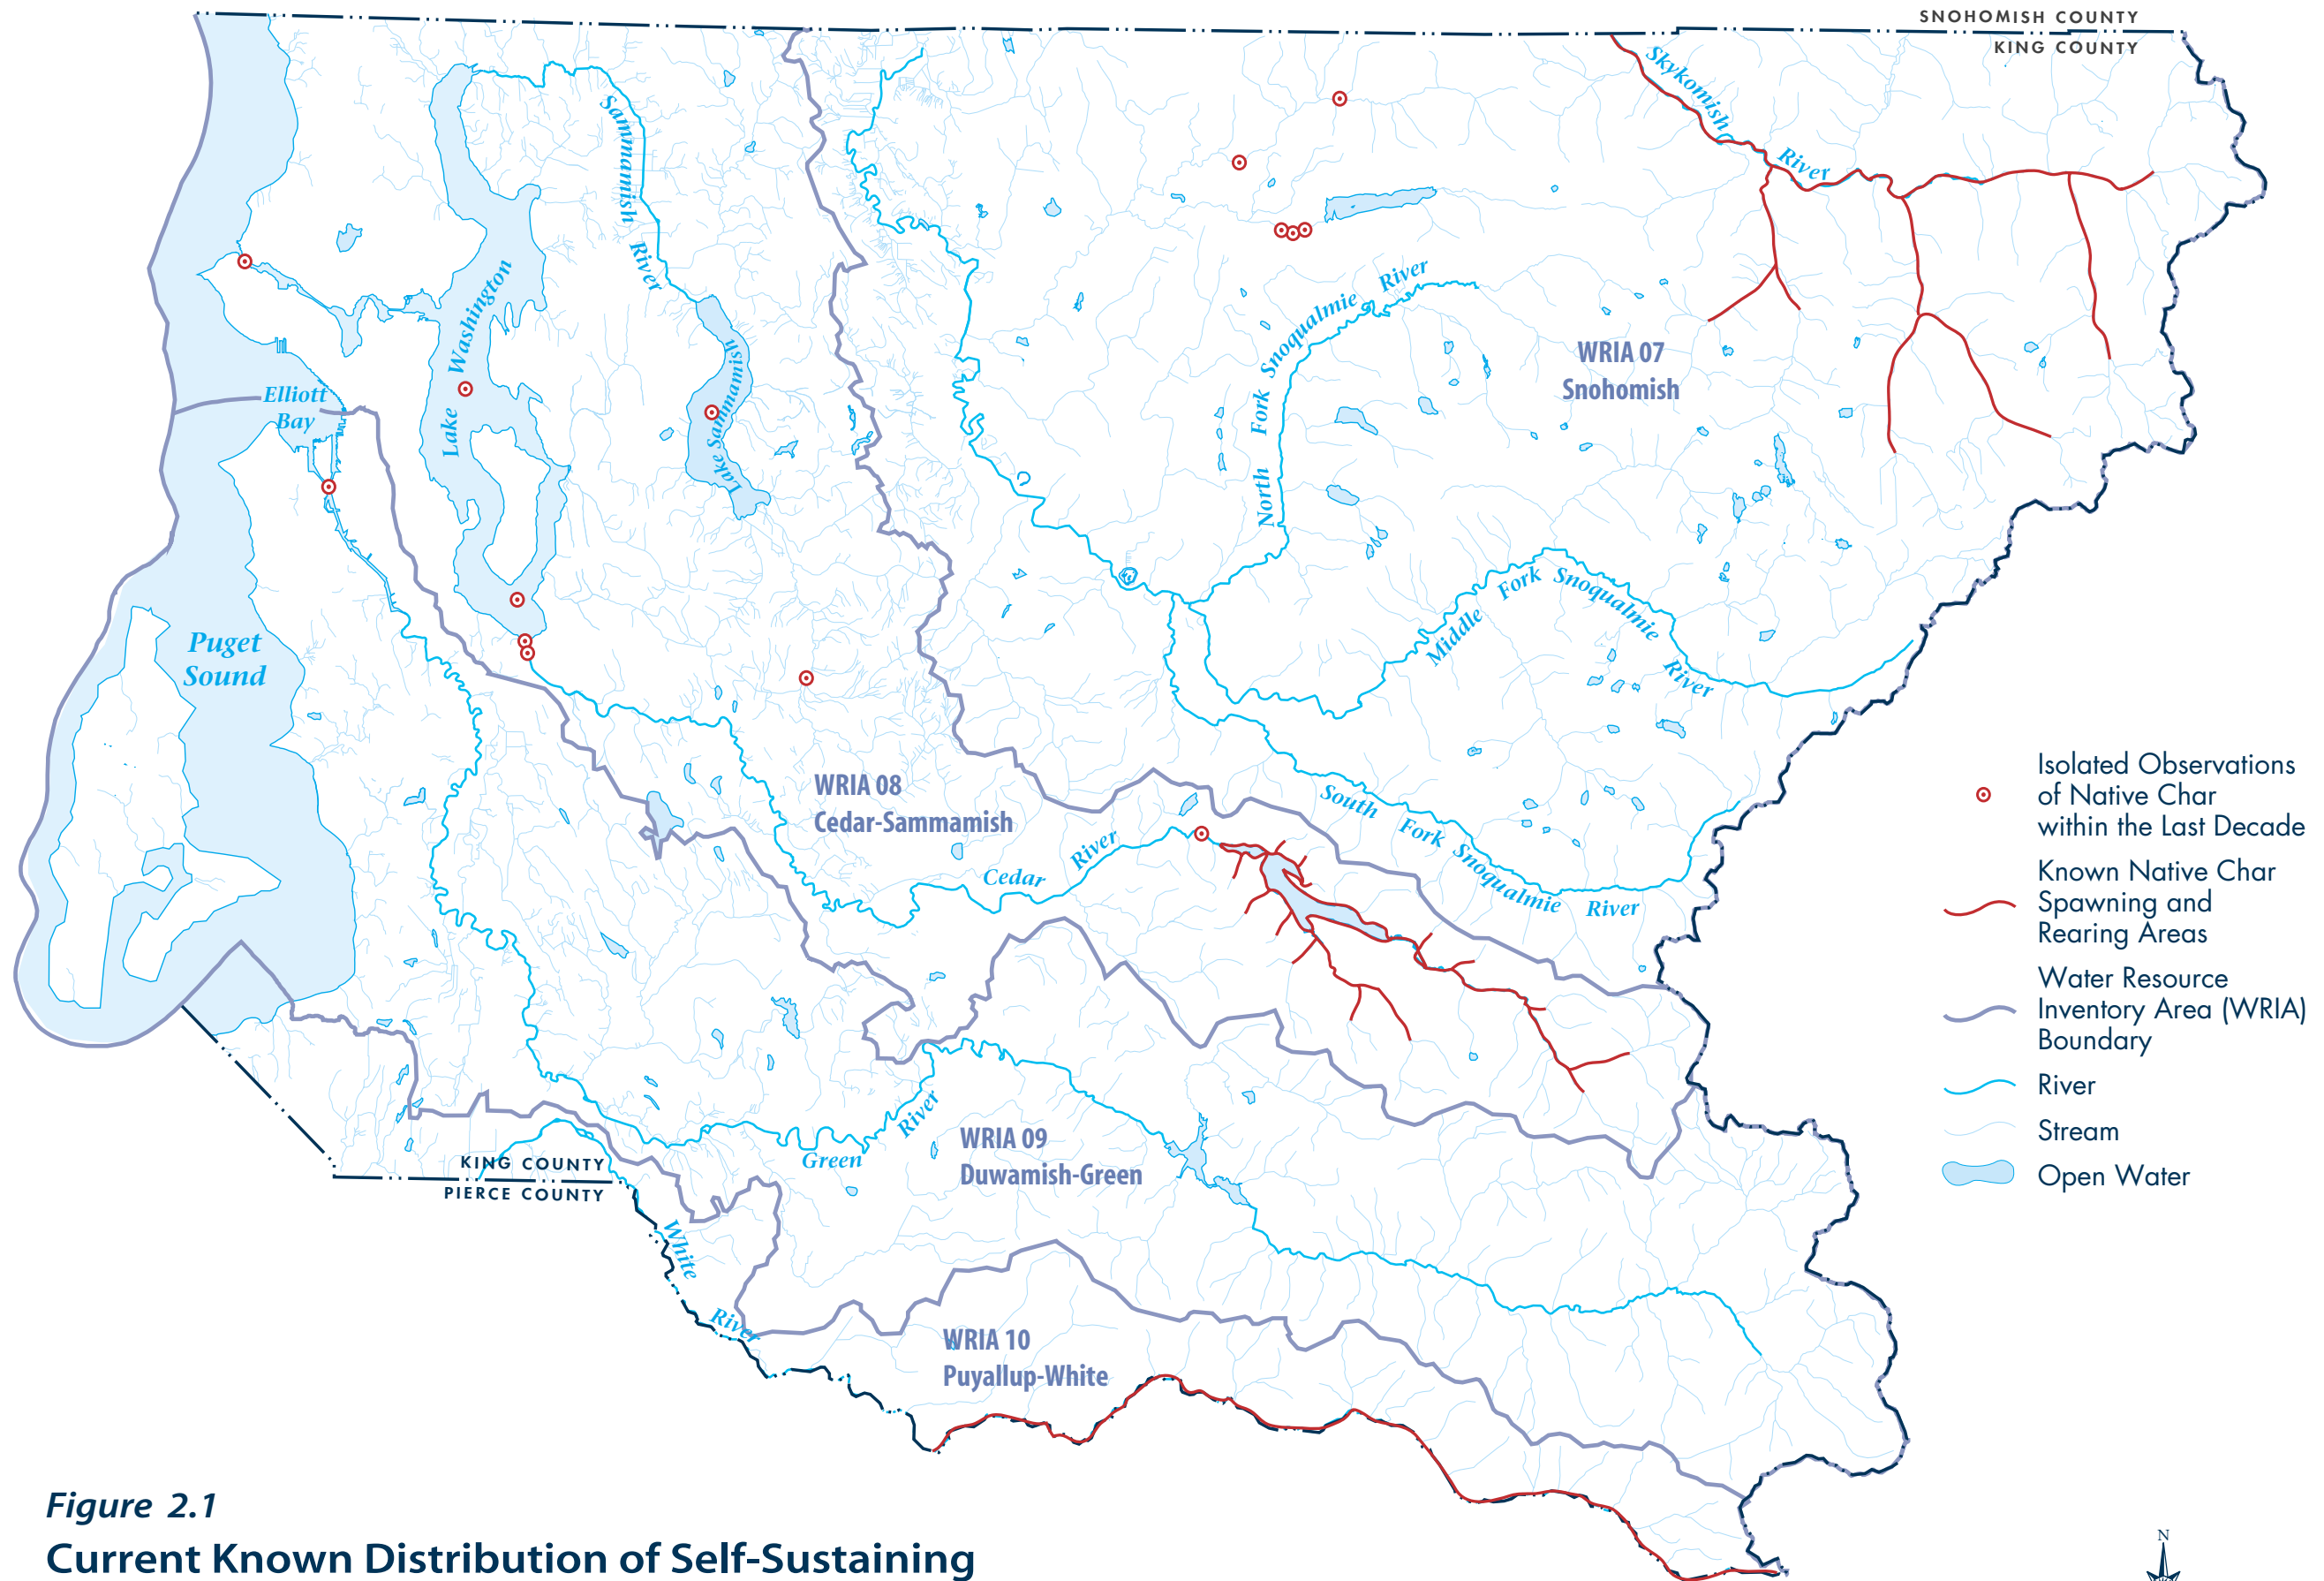 SNOHOMISH COUNTY
KING COUNTY
Skykomish
River
Sammamish
River
Lake Washington
Lake Sammamish
Elliott
Bay
North Fork Snoqualmie River
WRIA 07
Snohomish
Middle Fork Snoqualmie River
Puget
Sound
WRIA 08
Cedar-Sammamish
South Fork Snoqualmie River
Cedar River
Isolated Observations
of Native Char
within the Last Decade
Known Native Char
Spawning and
Rearing Areas
Water Resource
Inventory Area (WRIA)
Boundary
River
Stream
Open Water
Green River
WRIA 09
Duwamish-Green
KING COUNTY
PIERCE COUNTY
White
River
WRIA 10
Puyallup-White
Figure 2.1
Current Known Distribution of Self-Sustaining
N